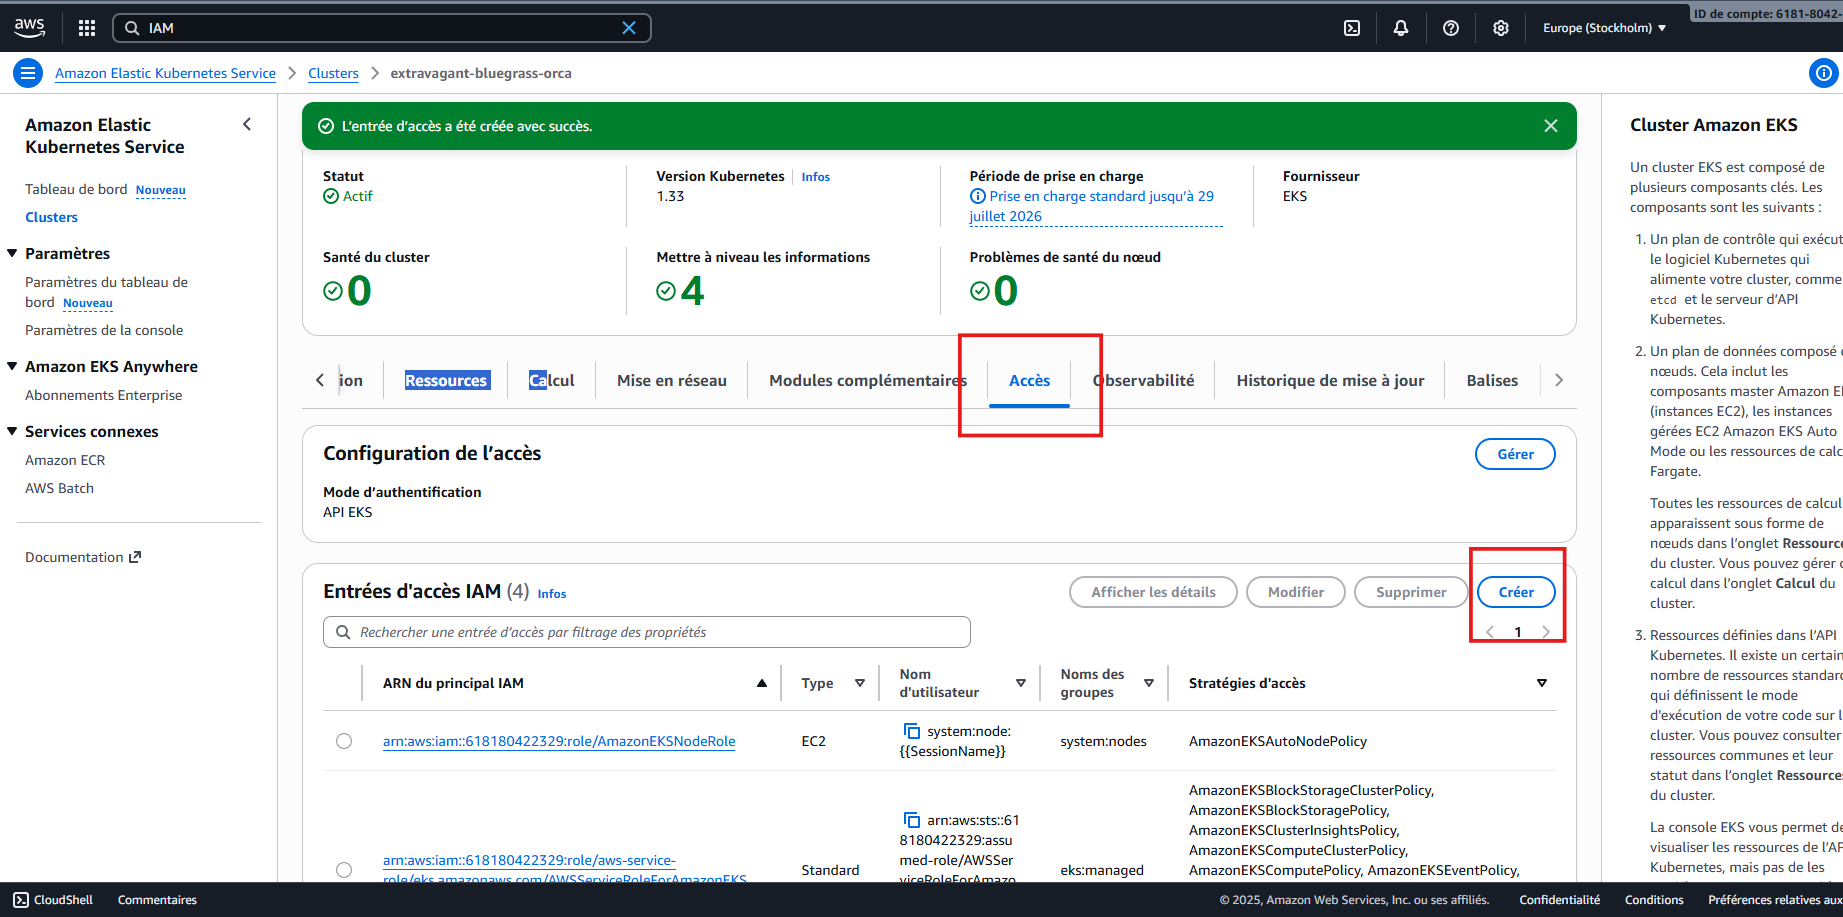 aws
IAM
ID de compte: 6181-8042-
Europe (Stockholm)
Amazon Elastic Kubernetes Service
Clusters
extravagant-bluegrass-orca
Amazon Elastic
Kubernetes Service
Tableau de bord Nouveau
Clusters
Paramètres
Paramètres du tableau de
bord Nouveau
Paramètres de la console
Amazon EKS Anywhere
Abonnements Enterprise
Services connexes
Amazon ECR
AWS Batch
Documentation
L'entrée d'accès a été créée avec succès.
Statut
Actif
Version Kubernetes Infos
1.33
Période de prise en charge
Prise en charge standard jusqu'à 29
juillet 2026
Fournisseur
EKS
Santé du cluster
0
Mettre à niveau les informations
4
Problèmes de santé du nœud
0
ion Ressources Calcul Mise en réseau Modules complémentaires Accès Observabilité Historique de mise à jour Balises
Configuration de l'accès
Gérer
Mode d'authentification
API EKS
Entrées d'accès IAM (4) Infos
Afficher les détails Modifier Supprimer Créer
Rechercher une entrée d'accès par filtrage des propriétés
1
ARN du principal IAM
Type
Nom
d'utilisateur
Noms des
groupes
Stratégies d'accès
arn:aws:iam::618180422329:role/AmazonEKSNodeRole
EC2
system:node:
{{SessionName}}
system:nodes
AmazonEKSAutoNodePolicy
arn:aws:iam::618180422329:role/aws-service-
role/eks.amazonaws.com/AWSServiceRoleForAmazonEKS
Standard
arn:aws:sts::61
8180422329:assu
med-role/AWSSer
viceRoleForAmazo
eks:managed
AmazonEKSBlockStorageClusterPolicy,
AmazonEKSBlockStoragePolicy,
AmazonEKSClusterInsightsPolicy,
AmazonEKSComputeClusterPolicy,
AmazonEKSComputePolicy, AmazonEKSEventPolicy,
Cluster Amazon EKS
Un cluster EKS est composé de
plusieurs composants clés. Les
composants sont les suivants :
1. Un plan de contrôle qui exécut
le logiciel Kubernetes qui
alimente votre cluster, comme
etcd et le serveur d'API
Kubernetes.
2. Un plan de données composé
nœuds. Cela inclut les
composants master Amazon E
(instances EC2), les instances
gérées EC2 Amazon EKS Auto
Mode ou les ressources de calc
Fargate.
Toutes les ressources de calcul
apparaissent sous forme de
nœuds dans l'onglet Ressource
du cluster. Vous pouvez gérer
calcul dans l'onglet Calcul du
cluster.
3. Ressources définies dans l'API
Kubernetes. Il existe un certain
nombre de ressources standard
qui définissent le mode
d'exécution de votre code sur l
cluster. Vous pouvez consulter
ressources communes et leur
statut dans l'onglet Ressource
du cluster.
La console EKS vous permet de
visualiser les ressources de l'AP
Kubernetes, mais pas de les
CloudShell
Commentaires
© 2025, Amazon Web Services, Inc. ou ses affiliés.
Confidentialité
Conditions
Préférences relatives aux